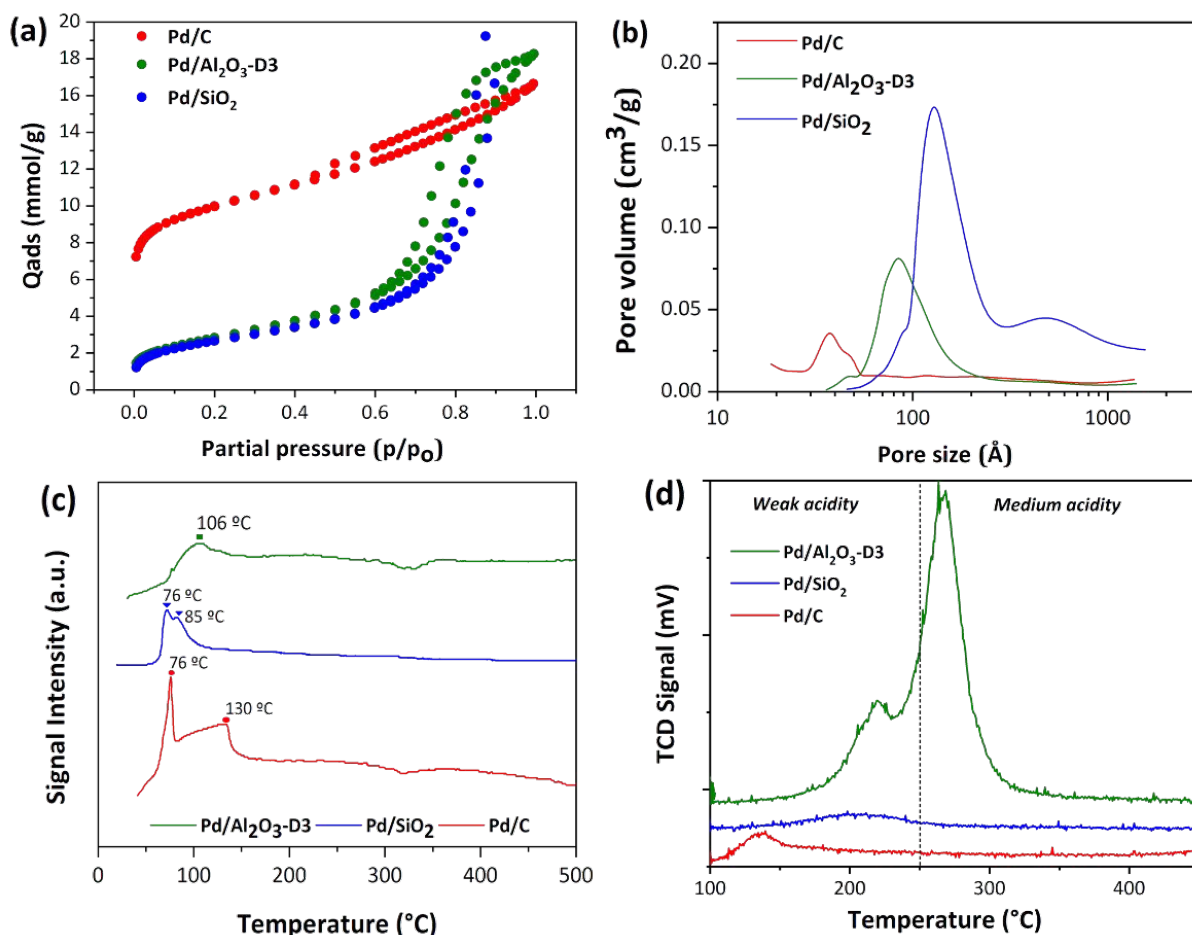 (a)
Pd/C
Pd/Al2O3-D3
Pd/SiO2
20
18
16
14
12
10
8
6
4
2
0
Qads (mmol/g)
0.0 0.2 0.4 0.6 0.8 1.0
Partial pressure (p/po)
(b)
Pd/C
Pd/Al2O3-D3
Pd/SiO2
0.20
0.15
0.10
0.05
0.00
Pore volume (cm3/g)
10 100 1000
Pore size (Å)
(c)
106 ºC
76 ºC
85 ºC
76 ºC
130 ºC
Pd/Al2O3-D3 Pd/SiO2 Pd/C
Signal Intensity (a.u.)
0 100 200 300 400 500
Temperature (°C)
(d)
Weak acidity Medium acidity
Pd/Al2O3-D3
Pd/SiO2
Pd/C
TCD Signal (mV)
100 200 300 400
Temperature (°C)